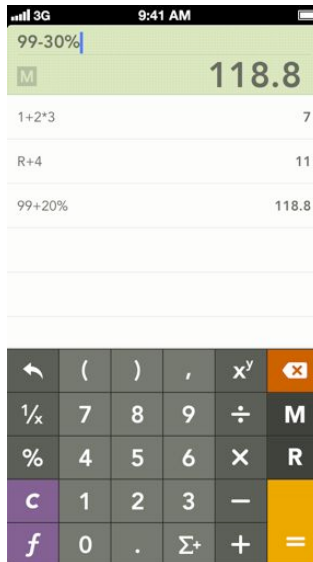 3G 9:41 AM
99-30%
M 118.8
1+2*3 7
R+4 11
99+20% 118.8
( ) , xʸ
¹/ₓ 7 8 9 ÷ M
% 4 5 6 × R
c 1 2 3 −
f 0 . Σ+ + =